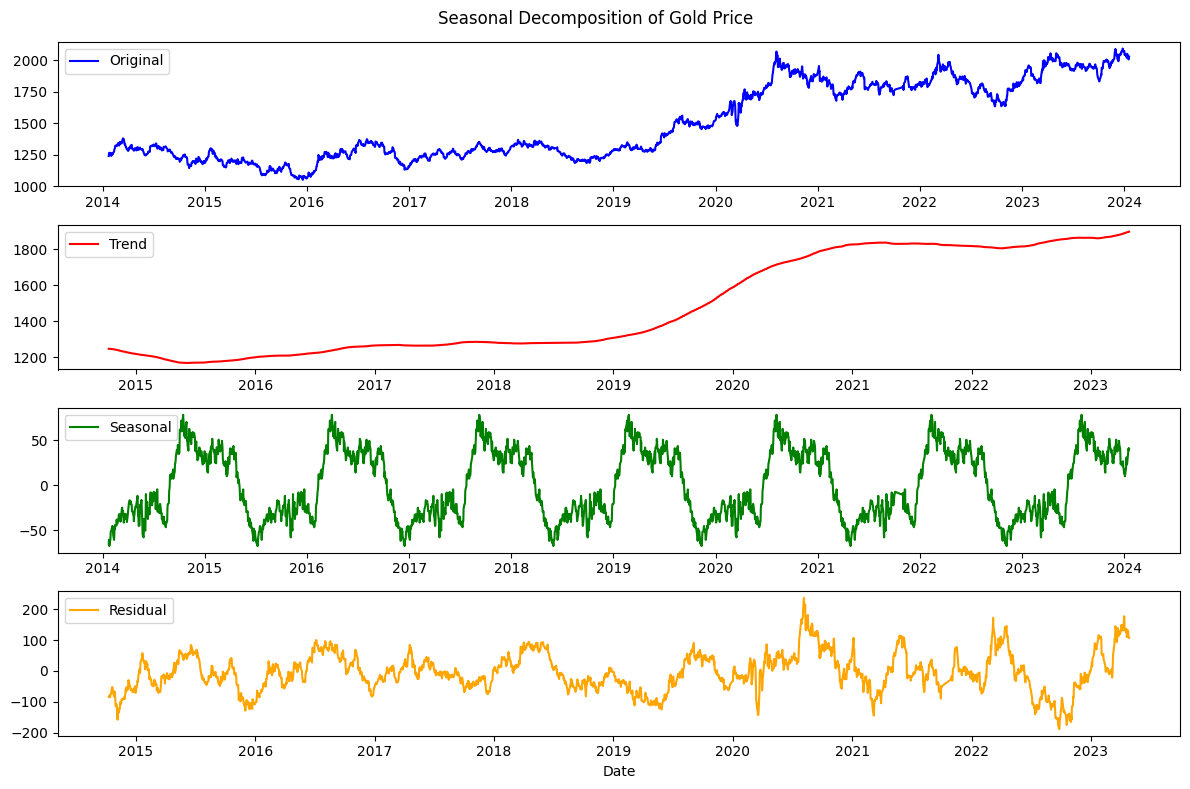 Seasonal Decomposition of Gold Price
Original
2000
1750
1500
1250
1000
2014 2015 2016 2017 2018 2019 2020 2021 2022 2023 2024
Trend
1800
1600
1400
1200
2015 2016 2017 2018 2019 2020 2021 2022 2023
Seasonal
50
0
−50
2014 2015 2016 2017 2018 2019 2020 2021 2022 2023 2024
Residual
200
100
0
−100
−200
2015 2016 2017 2018 2019 2020 2021 2022 2023
Date